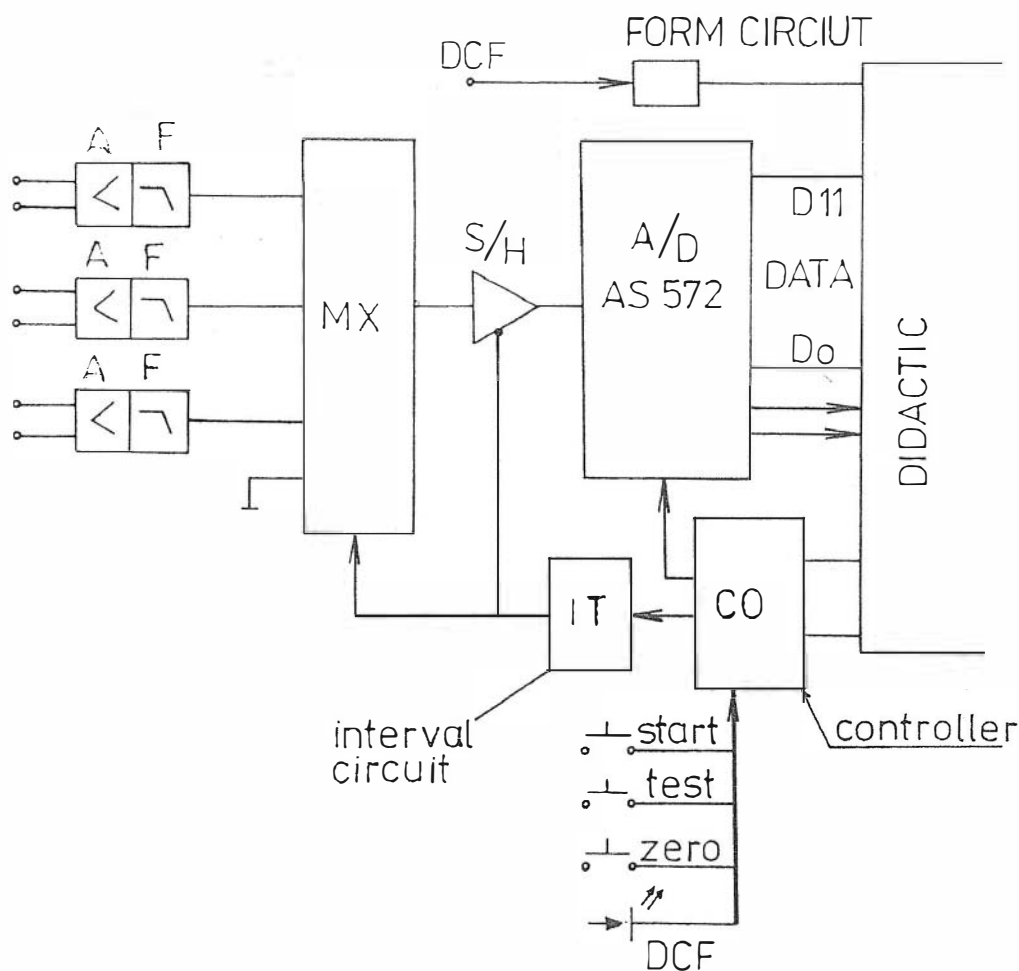 FORM CIRCIUT
DCF
A F
A F
A F
MX
S/H
A/D
AS 572
D11
DATA
Do
DIDACTIC
IT
CO
interval
circuit
controller
start
test
zero
DCF